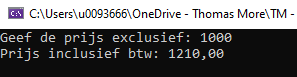 C:\Users\u0093666\OneDrive - Thomas More\TM -
Geef de prijs exclusief: 1000
Prijs inclusief btw: 1210,00